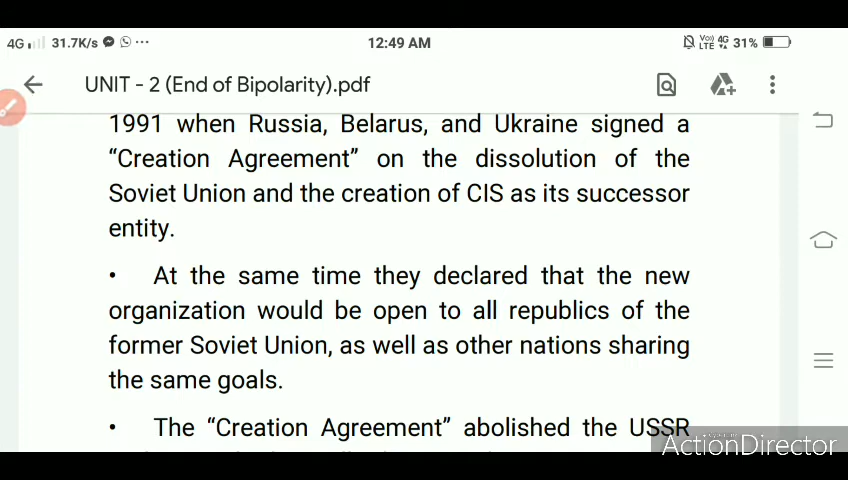 4G 31.7K/s ··· 12:49 AM Vo)) LTE 4G 31%
UNIT - 2 (End of Bipolarity).pdf
1991 when Russia, Belarus, and Ukraine signed a
“Creation Agreement” on the dissolution of the
Soviet Union and the creation of CIS as its successor
entity.
• At the same time they declared that the new
organization would be open to all republics of the
former Soviet Union, as well as other nations sharing
the same goals.
• The “Creation Agreement” abolished the USSR
ActionDirector